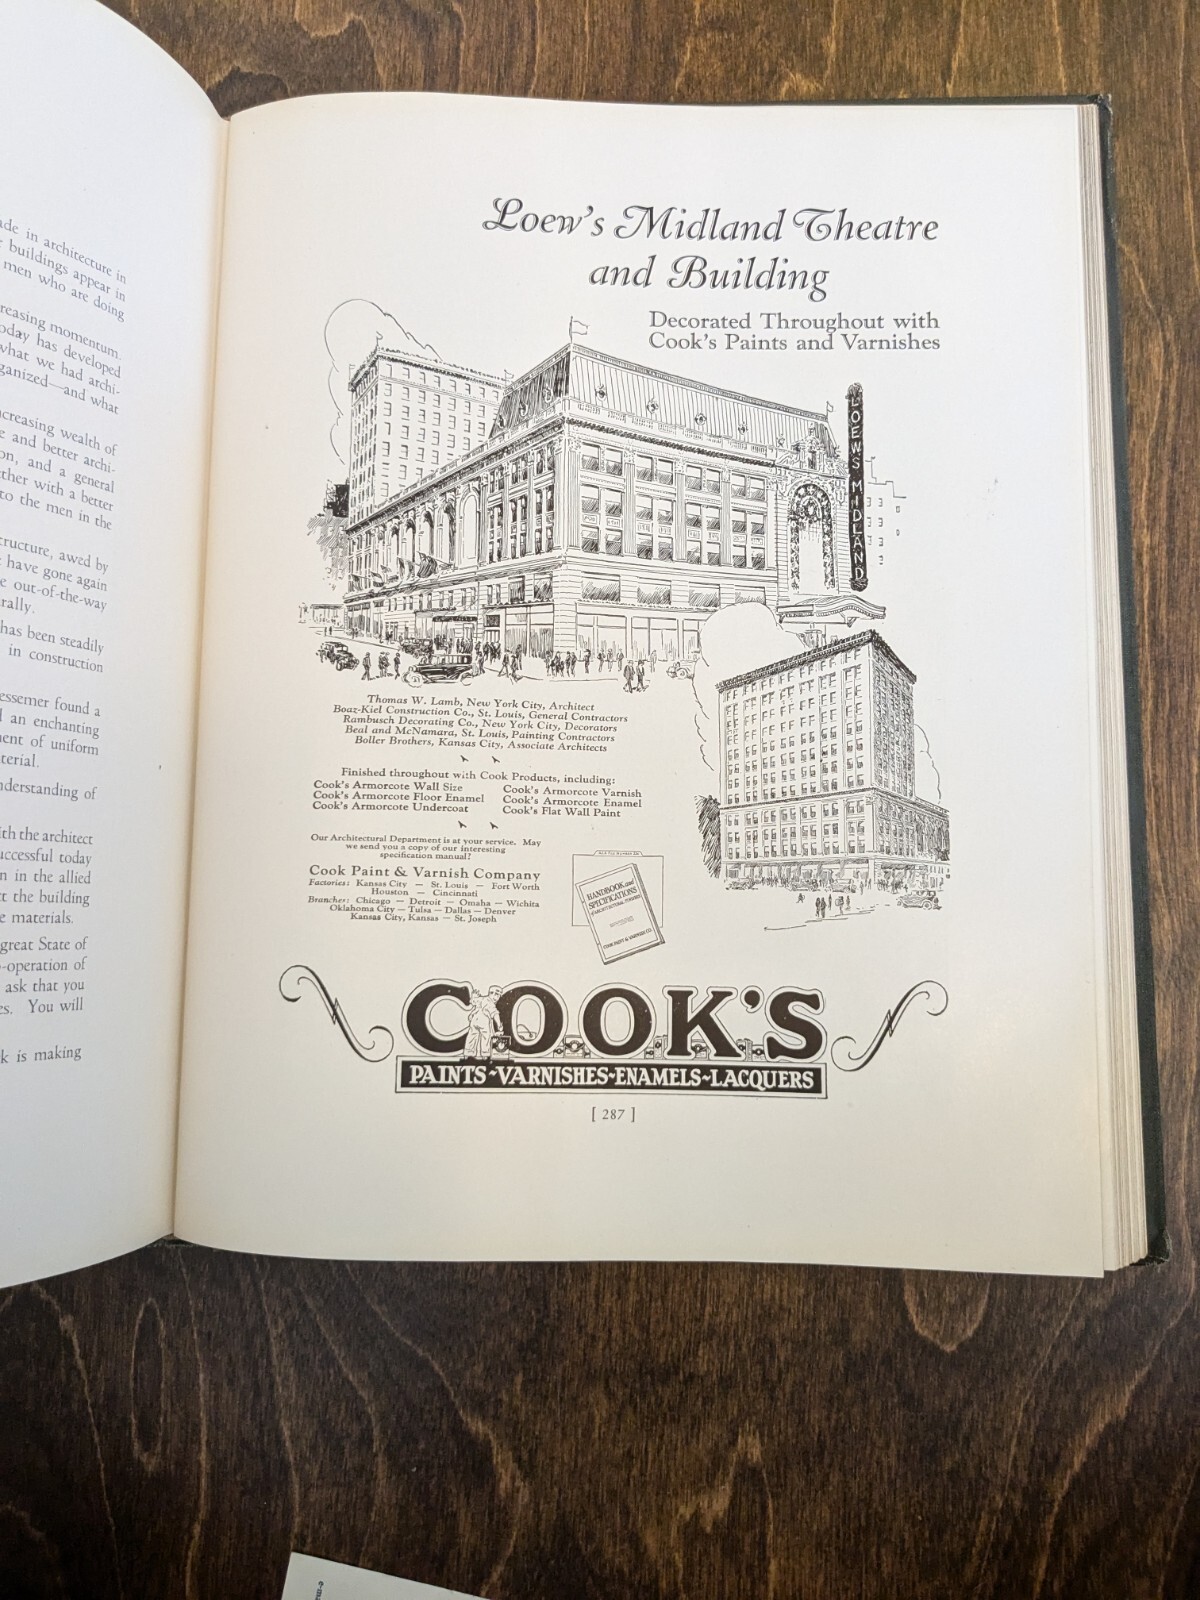 ade in architecture in
buildings appear in
men who are doing
reasing momentum.
oday has developed
what we had archi-
ganized—and what
creasing wealth of
e and better archi-
on, and a general
ther with a better
to the men in the
tructure, awed by
have gone again
e out-of-the-way
rally.
has been steadily
in construction
essemer found a
an enchanting
ent of uniform
terial.
nderstanding of
ith the architect
uccessful today
n in the allied
ct the building
e materials.
great State of
-operation of
ask that you
es. You will
k is making
Loew's Midland Theatre
and Building
Decorated Throughout with
Cook's Paints and Varnishes
LOEWS MIDLAND
Thomas W. Lamb, New York City, Architect
Boaz-Kiel Construction Co., St. Louis, General Contractors
Rambusch Decorating Co., New York City, Decorators
Beal and McNamara, St. Louis, Painting Contractors
Boller Brothers, Kansas City, Associate Architects
Finished throughout with Cook Products, including:
Cook's Armorcote Wall Size
Cook's Armorcote Floor Enamel
Cook's Armorcote Undercoat
Cook's Armorcote Varnish
Cook's Armorcote Enamel
Cook's Flat Wall Paint
Our Architectural Department is at your service. May
we send you a copy of our interesting
specification manual?
Cook Paint & Varnish Company
Factories: Kansas City — St. Louis — Fort Worth
Houston — Cincinnati
Branches: Chicago — Detroit — Omaha — Wichita
Oklahoma City — Tulsa — Dallas — Denver
Kansas City, Kansas — St. Joseph
HANDBOOK and
SPECIFICATIONS
COOK PAINT & VARNISH CO.
COOK'S
PAINTS~VARNISHES~ENAMELS~LACQUERS
[ 287 ]